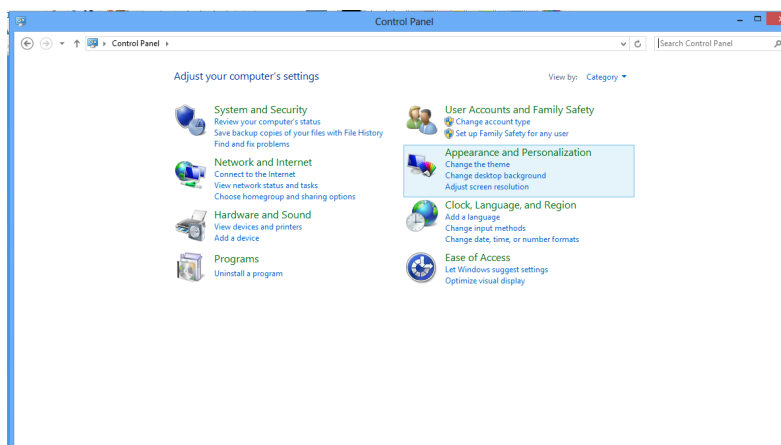 Control Panel
Control Panel
Search Control Panel
Adjust your computer's settings
View by: Category
System and Security
Review your computer's status
Save backup copies of your files with File History
Find and fix problems
Network and Internet
Connect to the Internet
View network status and tasks
Choose homegroup and sharing options
Hardware and Sound
View devices and printers
Add a device
Programs
Uninstall a program
User Accounts and Family Safety
Change account type
Set up Family Safety for any user
Appearance and Personalization
Change the theme
Change desktop background
Adjust screen resolution
Clock, Language, and Region
Add a language
Change input methods
Change date, time, or number formats
Ease of Access
Let Windows suggest settings
Optimize visual display